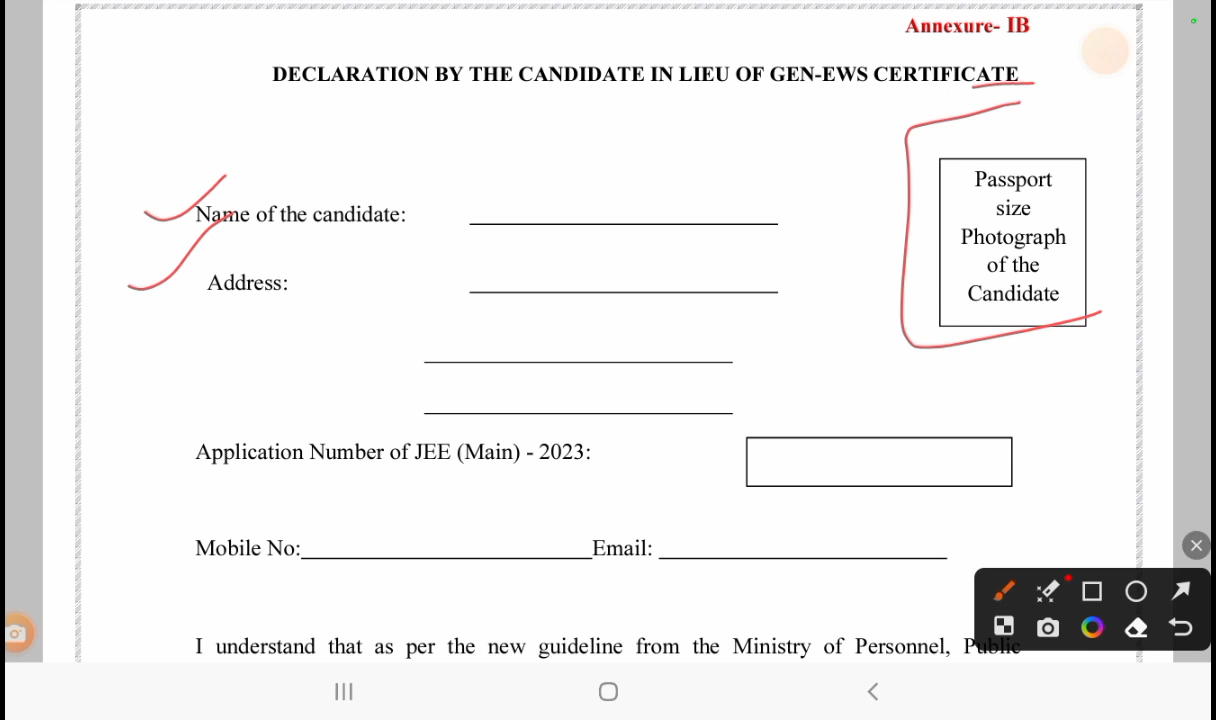 Annexure- IB
DECLARATION BY THE CANDIDATE IN LIEU OF GEN-EWS CERTIFICATE
Passport
size
Photograph
of the
Candidate
Name of the candidate:
Address:
Application Number of JEE (Main) - 2023:
Mobile No: Email:
I understand that as per the new guideline from the Ministry of Personnel, Public